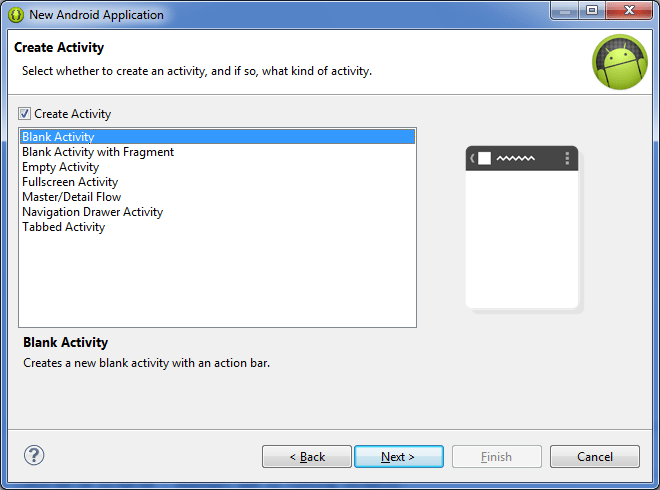 New Android Application
Create Activity
Select whether to create an activity, and if so, what kind of activity.
Create Activity
Blank Activity
Blank Activity with Fragment
Empty Activity
Fullscreen Activity
Master/Detail Flow
Navigation Drawer Activity
Tabbed Activity
Blank Activity
Creates a new blank activity with an action bar.
?
< Back
Next >
Finish
Cancel